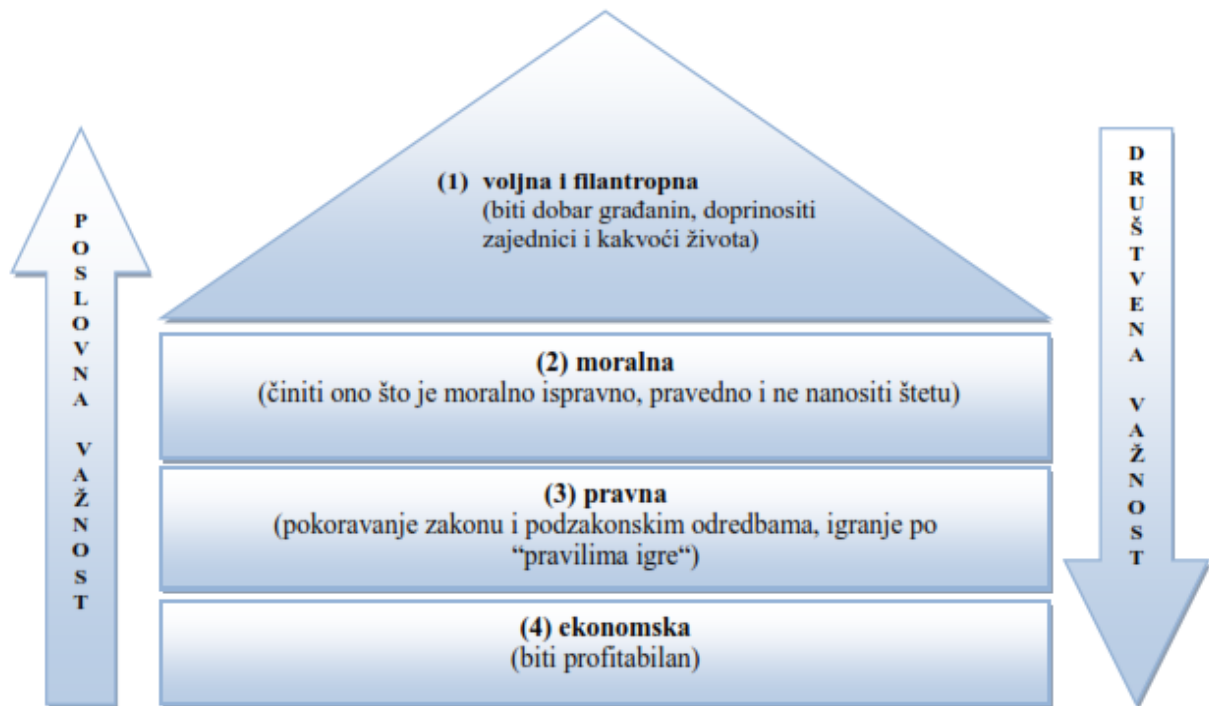 (1) voljna i filantropna
(biti dobar građanin, doprinositi
zajednici i kakvoći života)
POSLOVNA VAŽNOST
DRUŠTVENA VAŽNOST
(2) moralna
(činiti ono što je moralno ispravno, pravedno i ne nanositi štetu)
(3) pravna
(pokoravanje zakonu i podzakonskim odredbama, igranje po
“pravilima igre“)
(4) ekonomska
(biti profitabilan)